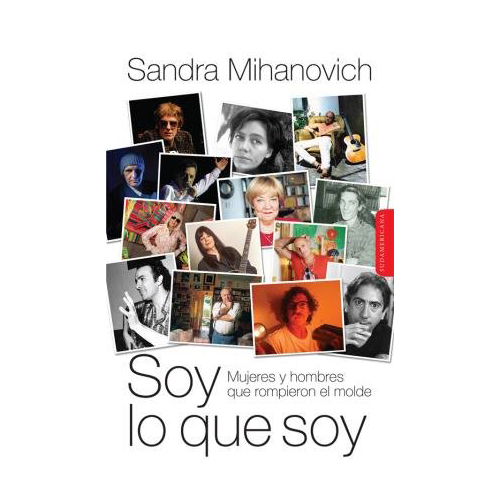 Sandra Mihanovich
SUDAMERICANA
Soy
Mujeres y hombres
que rompieron el molde
lo que soy